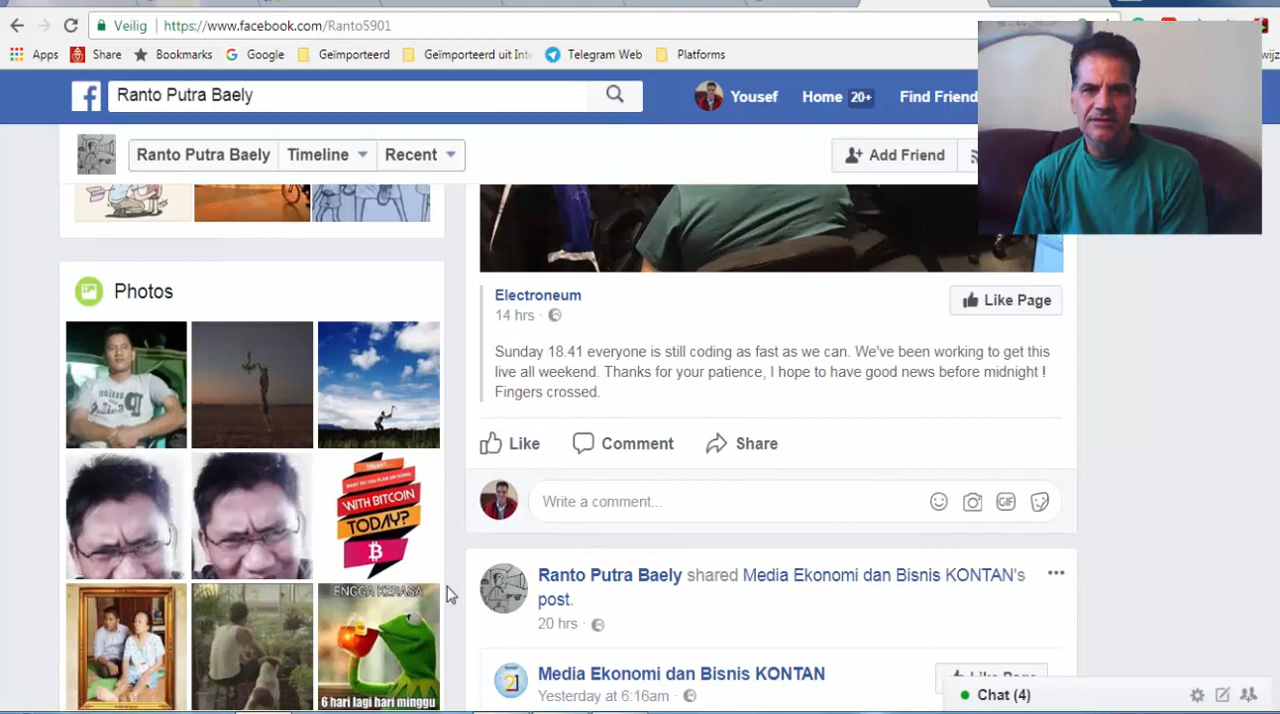 Veilig https://www.facebook.com/Ranto5901
Apps Share Bookmarks Google Geïmporteerd Geïmporteerd uit Telegram Web Platforms
Ranto Putra Baely
Yousef Home 20+ Find Friend
Ranto Putra Baely Timeline Recent Add Friend
Photos
WITH BITCOIN
TODAY?
ENGGA KERASA
6 hari lagi hari minggu
Electroneum
Like Page
14 hrs
Sunday 18.41 everyone is still coding as fast as we can. We've been working to get this
live all weekend. Thanks for your patience, I hope to have good news before midnight !
Fingers crossed.
Like Comment Share
Write a comment...
GIF
Ranto Putra Baely shared Media Ekonomi dan Bisnis KONTAN's
post.
20 hrs
Media Ekonomi dan Bisnis KONTAN
Yesterday at 6:16am
Chat (4)